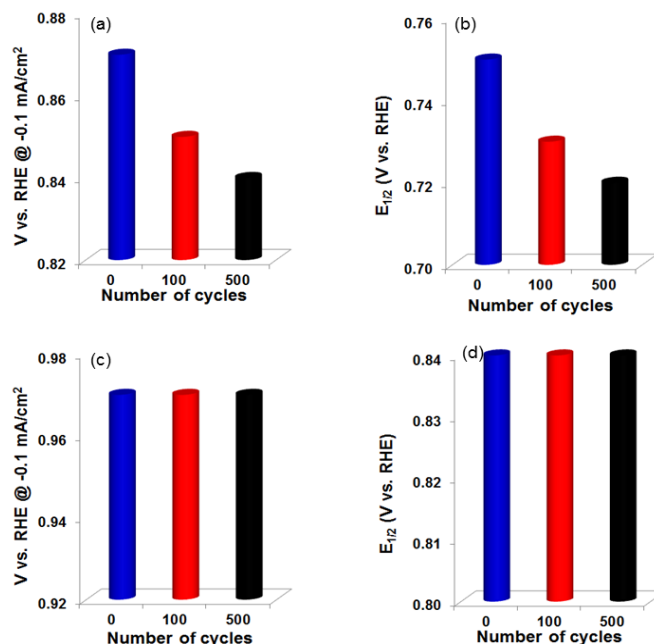 (a)
V vs. RHE @ -0.1 mA/cm²
0.88
0.86
0.84
0.82
0 100 500
Number of cycles
(b)
E1/2 (V vs. RHE)
0.76
0.74
0.72
0.70
0 100 500
Number of cycles
(c)
V vs. RHE @ -0.1 mA/cm²
0.98
0.96
0.94
0.92
0 100 500
Number of cycles
(d)
E1/2 (V vs. RHE)
0.84
0.83
0.82
0.81
0.80
0 100 500
Number of cycles